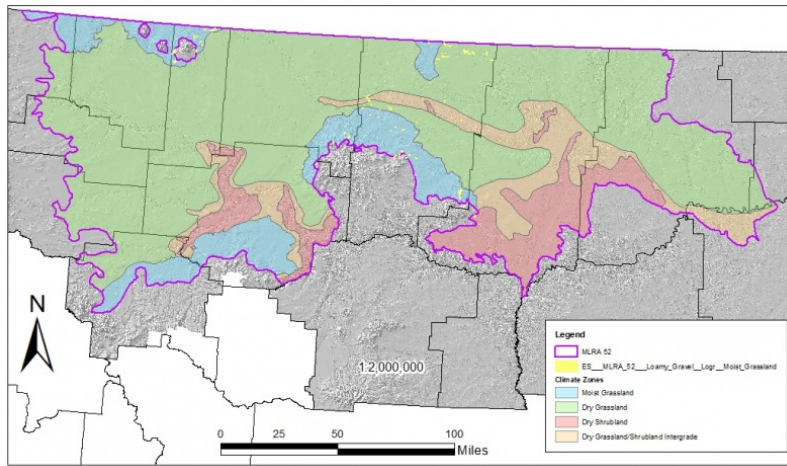 N
1:2,000,000
0 25 50 100
Miles
Legend
MLRA 52
ES___MLRA_52___Loamy_Gravel__Logr__Moist_Grassland
Climate Zones
Moist Grassland
Dry Grassland
Dry Shrubland
Dry Grassland/Shrubland Intergrade